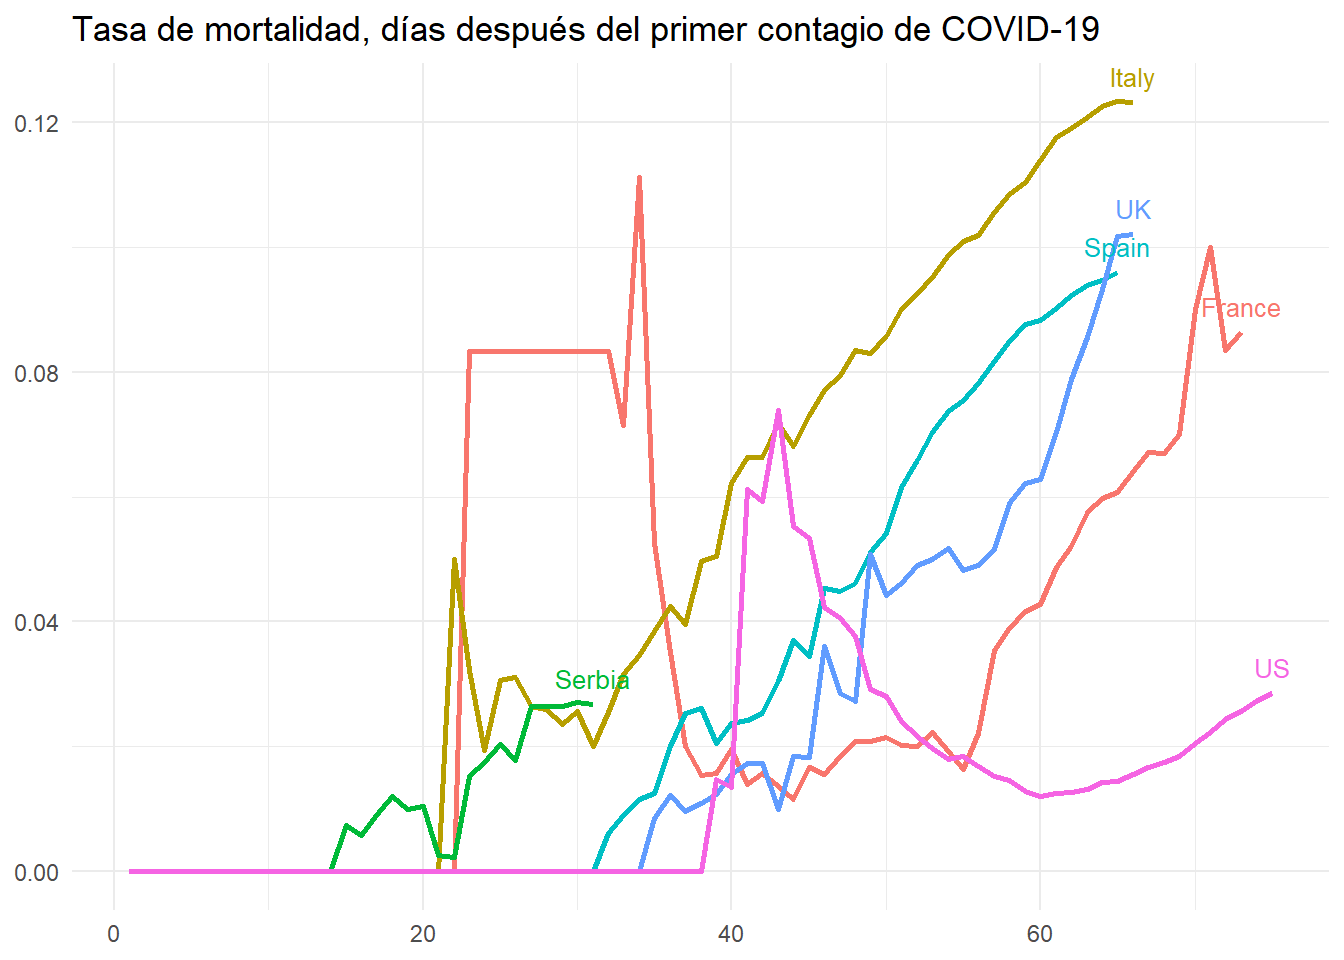 Tasa de mortalidad, días después del primer contagio de COVID-19
Italy
0.12
UK
Spain
France
0.08
US
Serbia
0.04
0.00
0 20 40 60